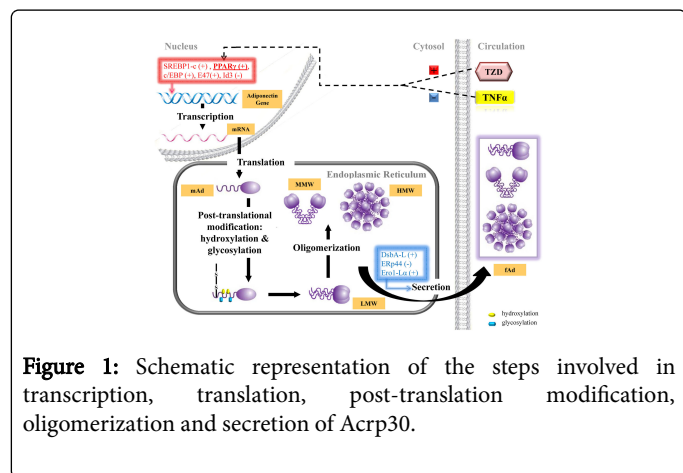 Nucleus
Cytosol
Circulation
SREBP1-c (+) , PPARγ (+),
c/EBP (+), E47(+), Id3 (-)
TZD
TNFα
Adiponectin
Gene
Transcription
mRNA
Translation
Endoplasmic Reticulum
mAd
MMW
HMW
Post-translational
modification:
hydroxylation &
glycosylation
Oligomerization
DsbA-L (+)
ERp44 (-)
Ero1-Lα (+)
Secretion
LMW
fAd
hydroxylation
glycosylation
Figure 1: Schematic representation of the steps involved in
transcription, translation, post-translation modification,
oligomerization and secretion of Acrp30.